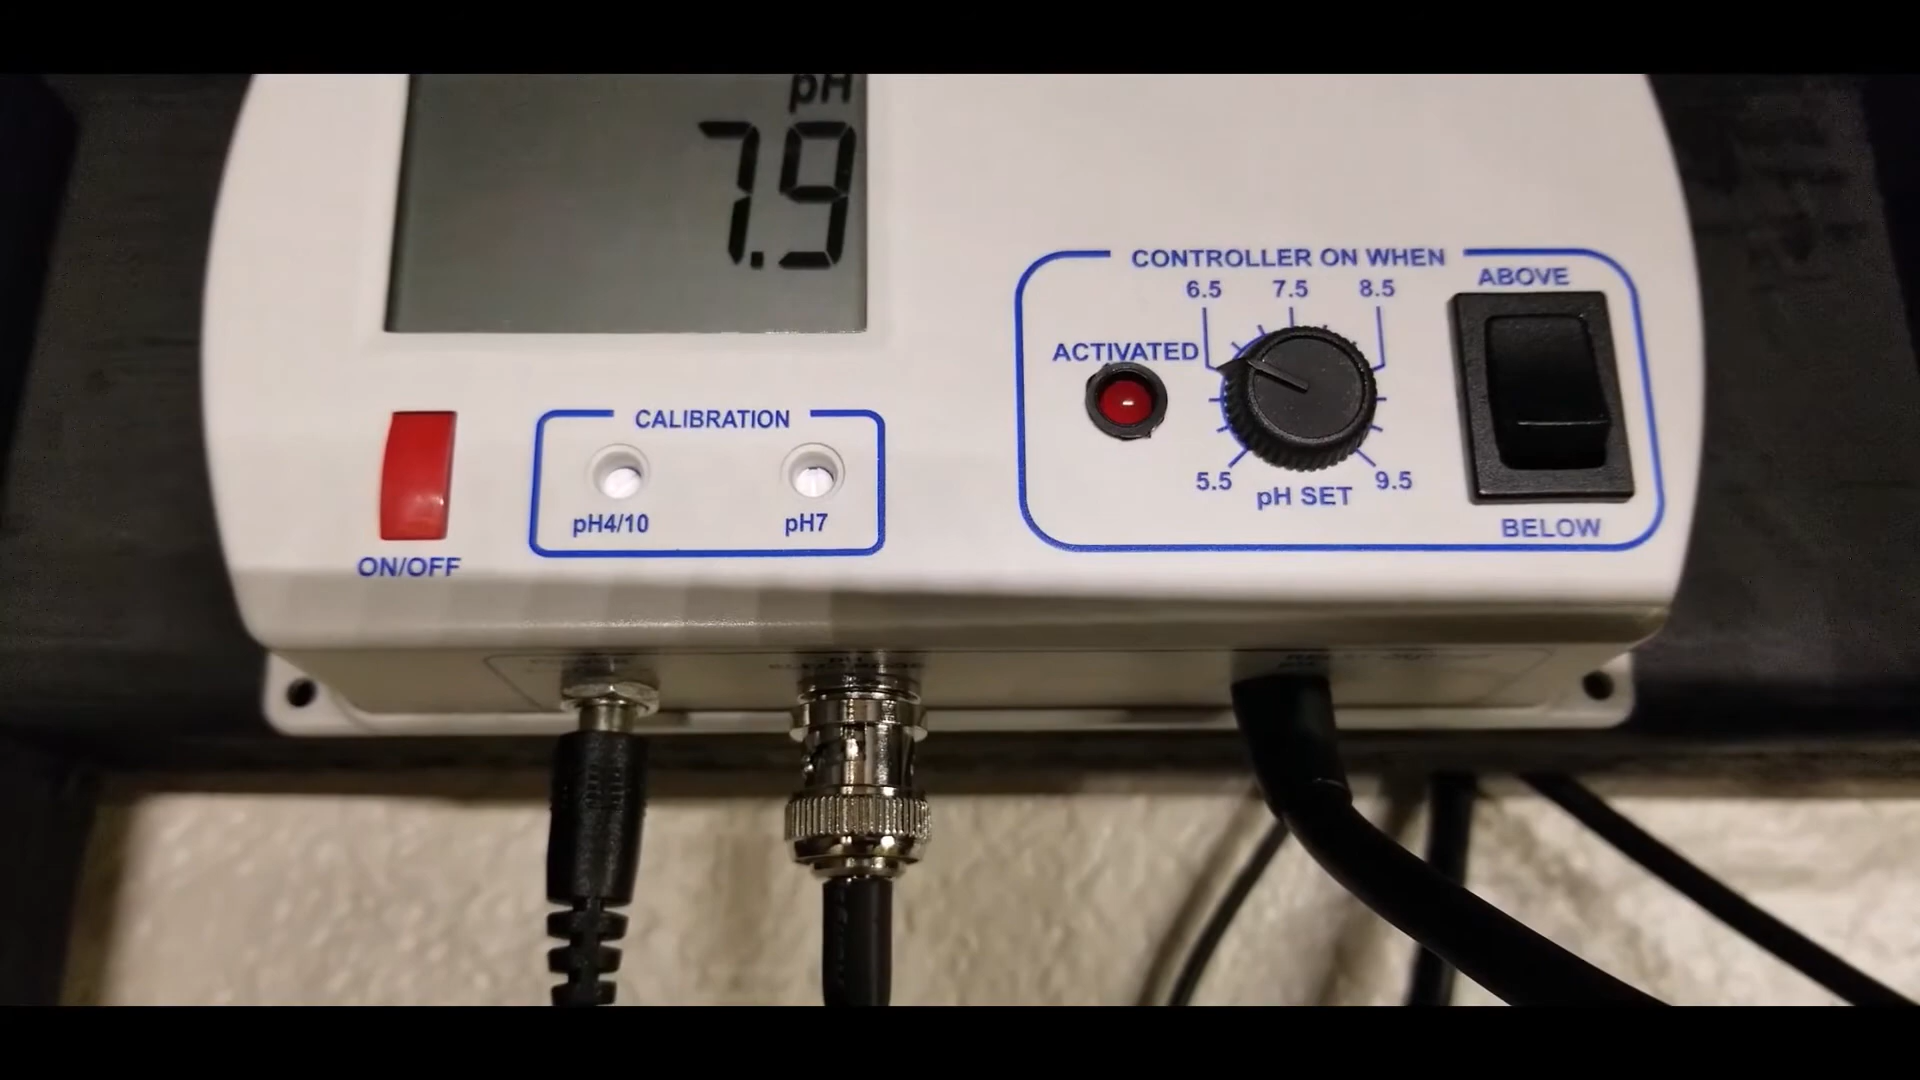 pH
7.9
CONTROLLER ON WHEN
ABOVE
6.5 7.5 8.5
ACTIVATED
CALIBRATION
5.5 pH SET 9.5
pH4/10 pH7
BELOW
ON/OFF